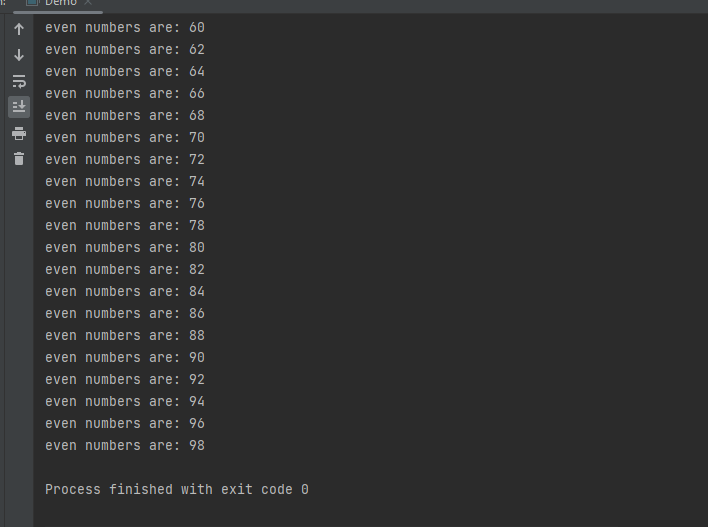 n: Demo
even numbers are: 60
even numbers are: 62
even numbers are: 64
even numbers are: 66
even numbers are: 68
even numbers are: 70
even numbers are: 72
even numbers are: 74
even numbers are: 76
even numbers are: 78
even numbers are: 80
even numbers are: 82
even numbers are: 84
even numbers are: 86
even numbers are: 88
even numbers are: 90
even numbers are: 92
even numbers are: 94
even numbers are: 96
even numbers are: 98
Process finished with exit code 0